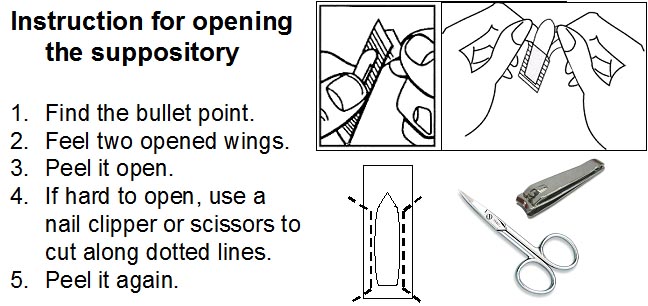 Instruction for opening
the suppository
1. Find the bullet point.
2. Feel two opened wings.
3. Peel it open.
4. If hard to open, use a
nail clipper or scissors to
cut along dotted lines.
5. Peel it again.